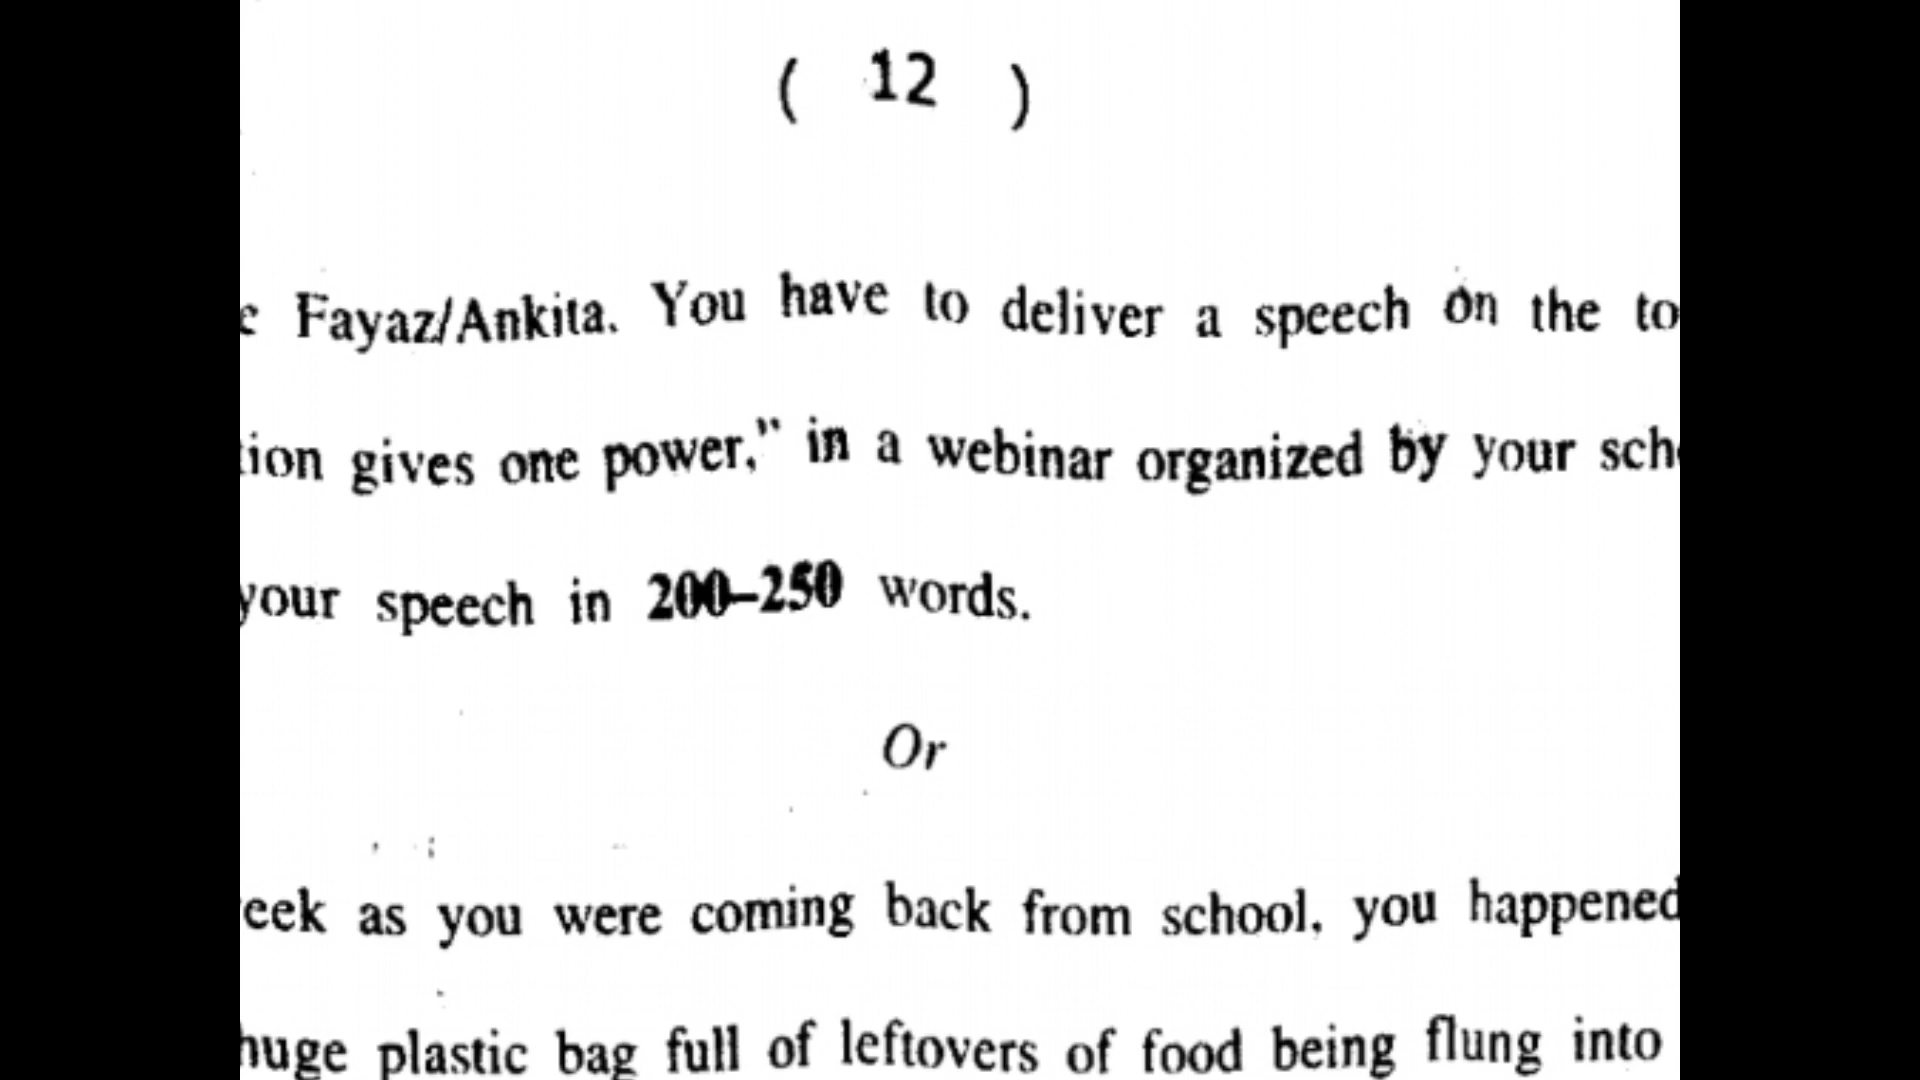 ( 12 )
e Fayaz/Ankita. You have to deliver a speech on the to
tion gives one power," in a webinar organized by your scho
your speech in 200–250 words.
Or
eek as you were coming back from school, you happened
huge plastic bag full of leftovers of food being flung into